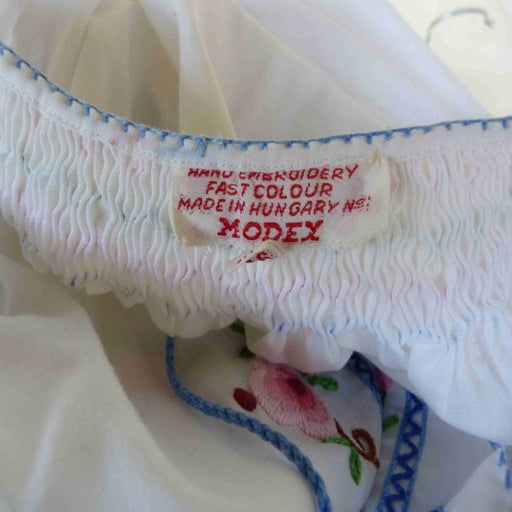 HAND EMBROIDERY
FAST COLOUR
MADE IN HUNGARY No:
MODEX